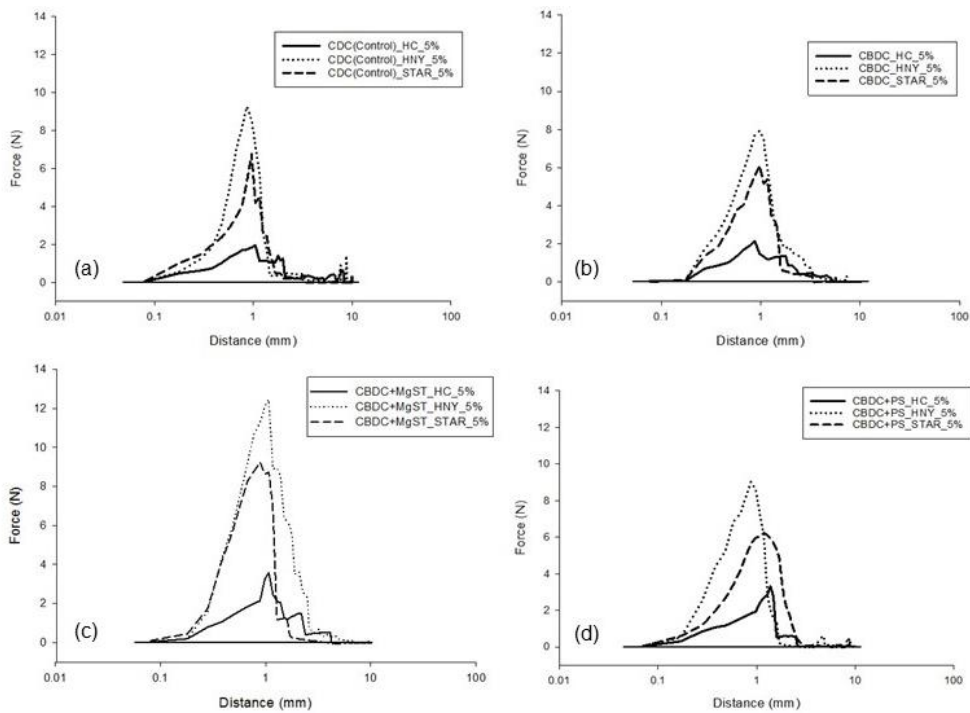 14
12
10
8
6
4
2
0
Force (N)
CDC(Control)_HC_5%
CDC(Control)_HNY_5%
CDC(Control)_STAR_5%
(a)
0.01 0.1 1 10 100
Distance (mm)
14
12
10
8
6
4
2
0
Force (N)
CBDC_HC_5%
CBDC_HNY_5%
CBDC_STAR_5%
(b)
0.01 0.1 1 10 100
Distance (mm)
14
12
10
8
6
4
2
0
Force (N)
CBDC+MgST_HC_5%
CBDC+MgST_HNY_5%
CBDC+MgST_STAR_5%
(c)
0.01 0.1 1 10 100
Distance (mm)
14
12
10
8
6
4
2
0
Force (N)
CBDC+PS_HC_5%
CBDC+PS_HNY_5%
CBDC+PS_STAR_5%
(d)
0.01 0.1 1 10 100
Distance (mm)